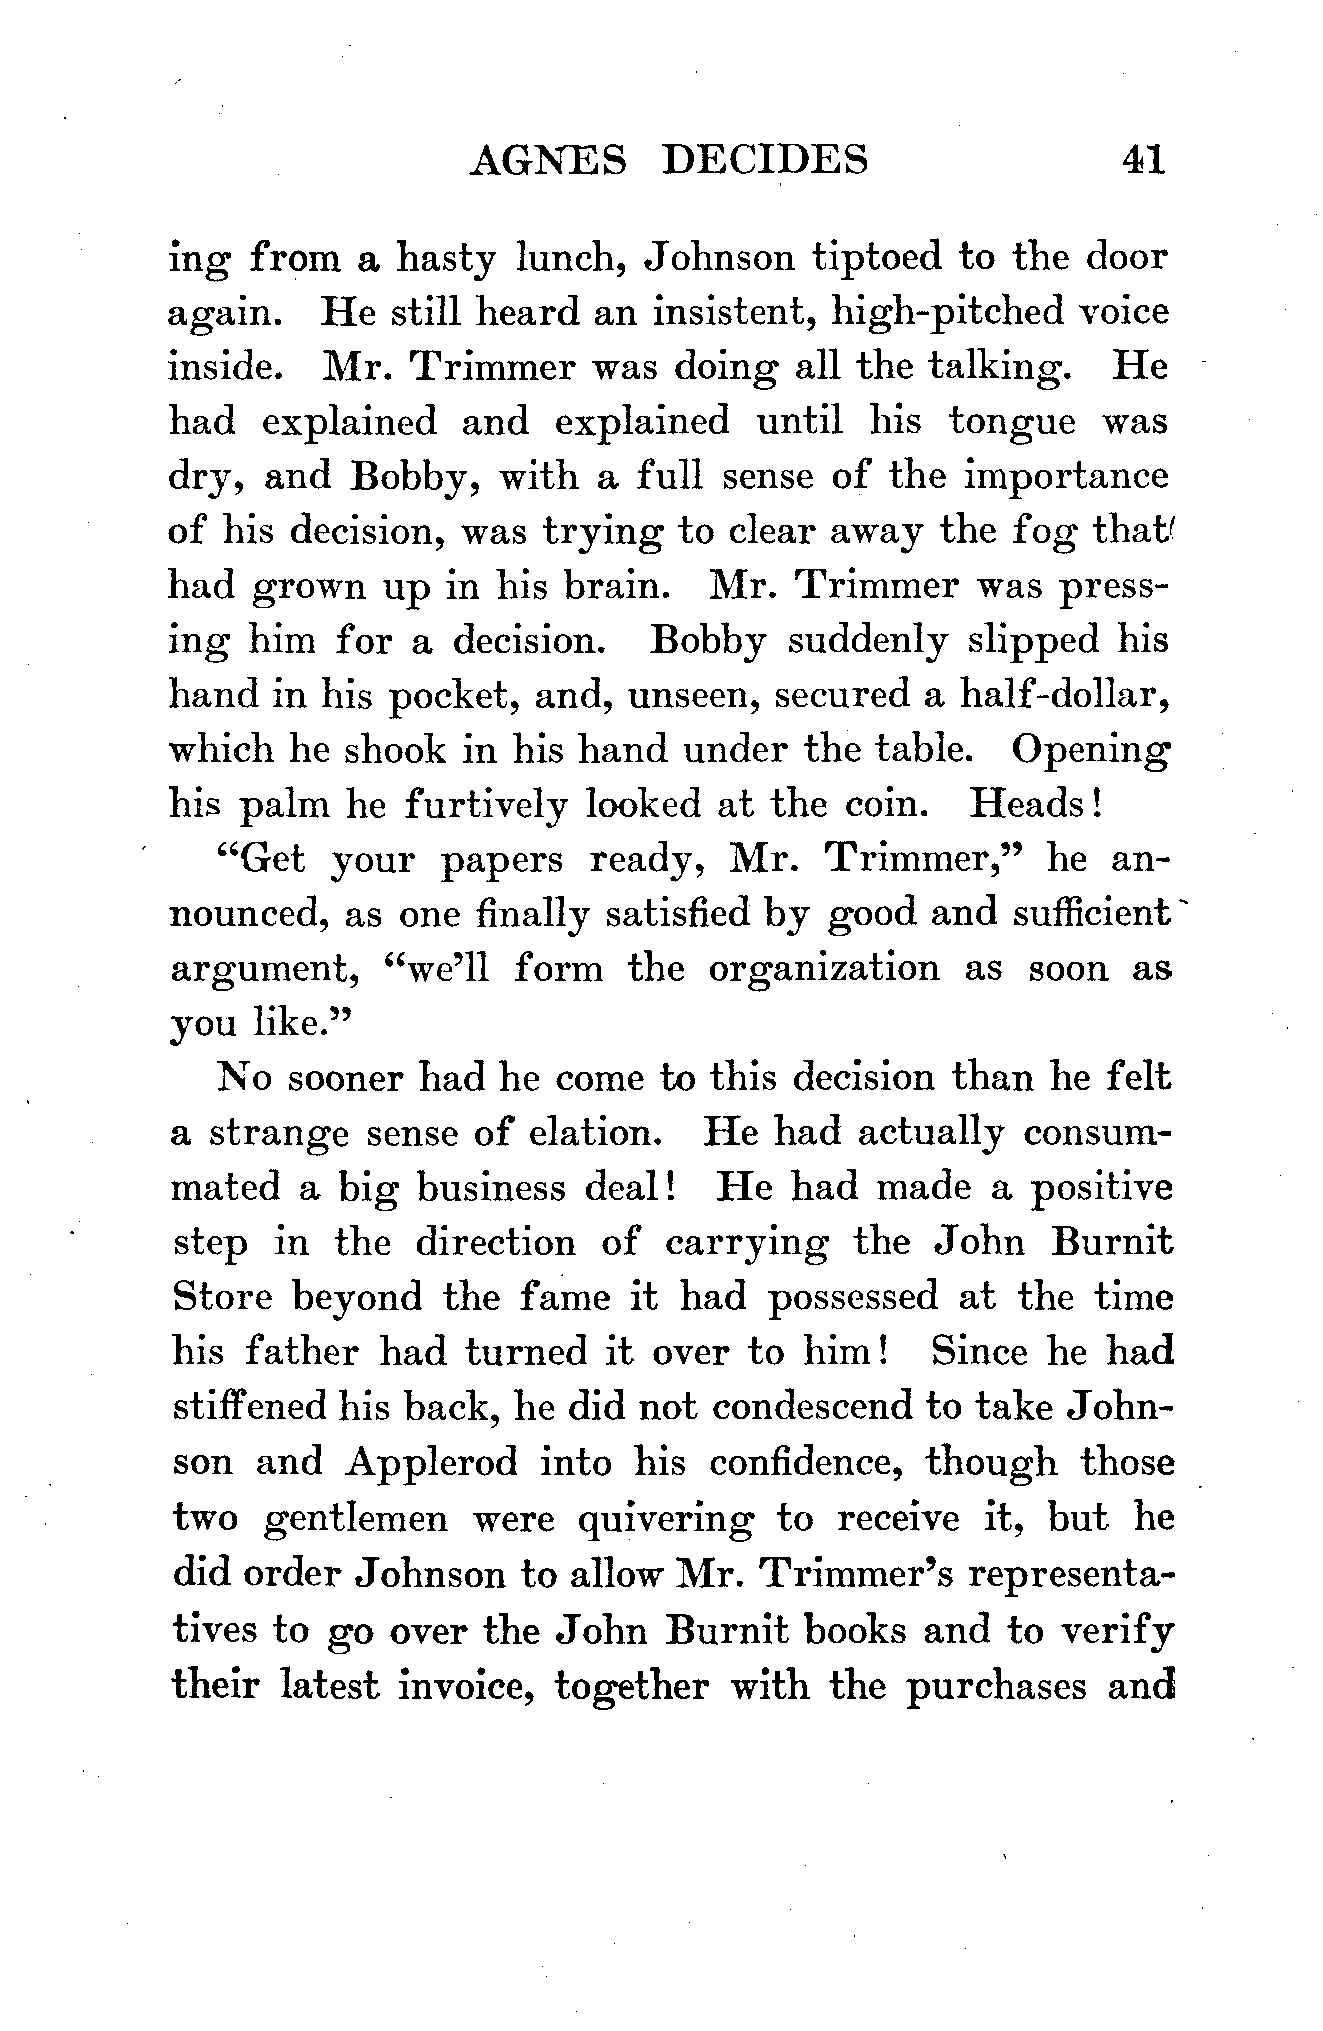 AGNES DECIDES 41
ing from a hasty lunch, Johnson tiptoed to the door
again. He still heard an insistent, high-pitched voice
inside. Mr. Trimmer was doing all the talking. He
had explained and explained until his tongue was
dry, and Bobby, with a full sense of the importance
of his decision, was trying to clear away the fog that
had grown up in his brain. Mr. Trimmer was press-
ing him for a decision. Bobby suddenly slipped his
hand in his pocket, and, unseen, secured a half-dollar,
which he shook in his hand under the table. Opening
his palm he furtively looked at the coin. Heads!
“Get your papers ready, Mr. Trimmer,” he an-
nounced, as one finally satisfied by good and sufficient
argument, “we’ll form the organization as soon as
you like.”
No sooner had he come to this decision than he felt
a strange sense of elation. He had actually consum-
mated a big business deal! He had made a positive
step in the direction of carrying the John Burnit
Store beyond the fame it had possessed at the time
his father had turned it over to him! Since he had
stiffened his back, he did not condescend to take John-
son and Applerod into his confidence, though those
two gentlemen were quivering to receive it, but he
did order Johnson to allow Mr. Trimmer’s representa-
tives to go over the John Burnit books and to verify
their latest invoice, together with the purchases and